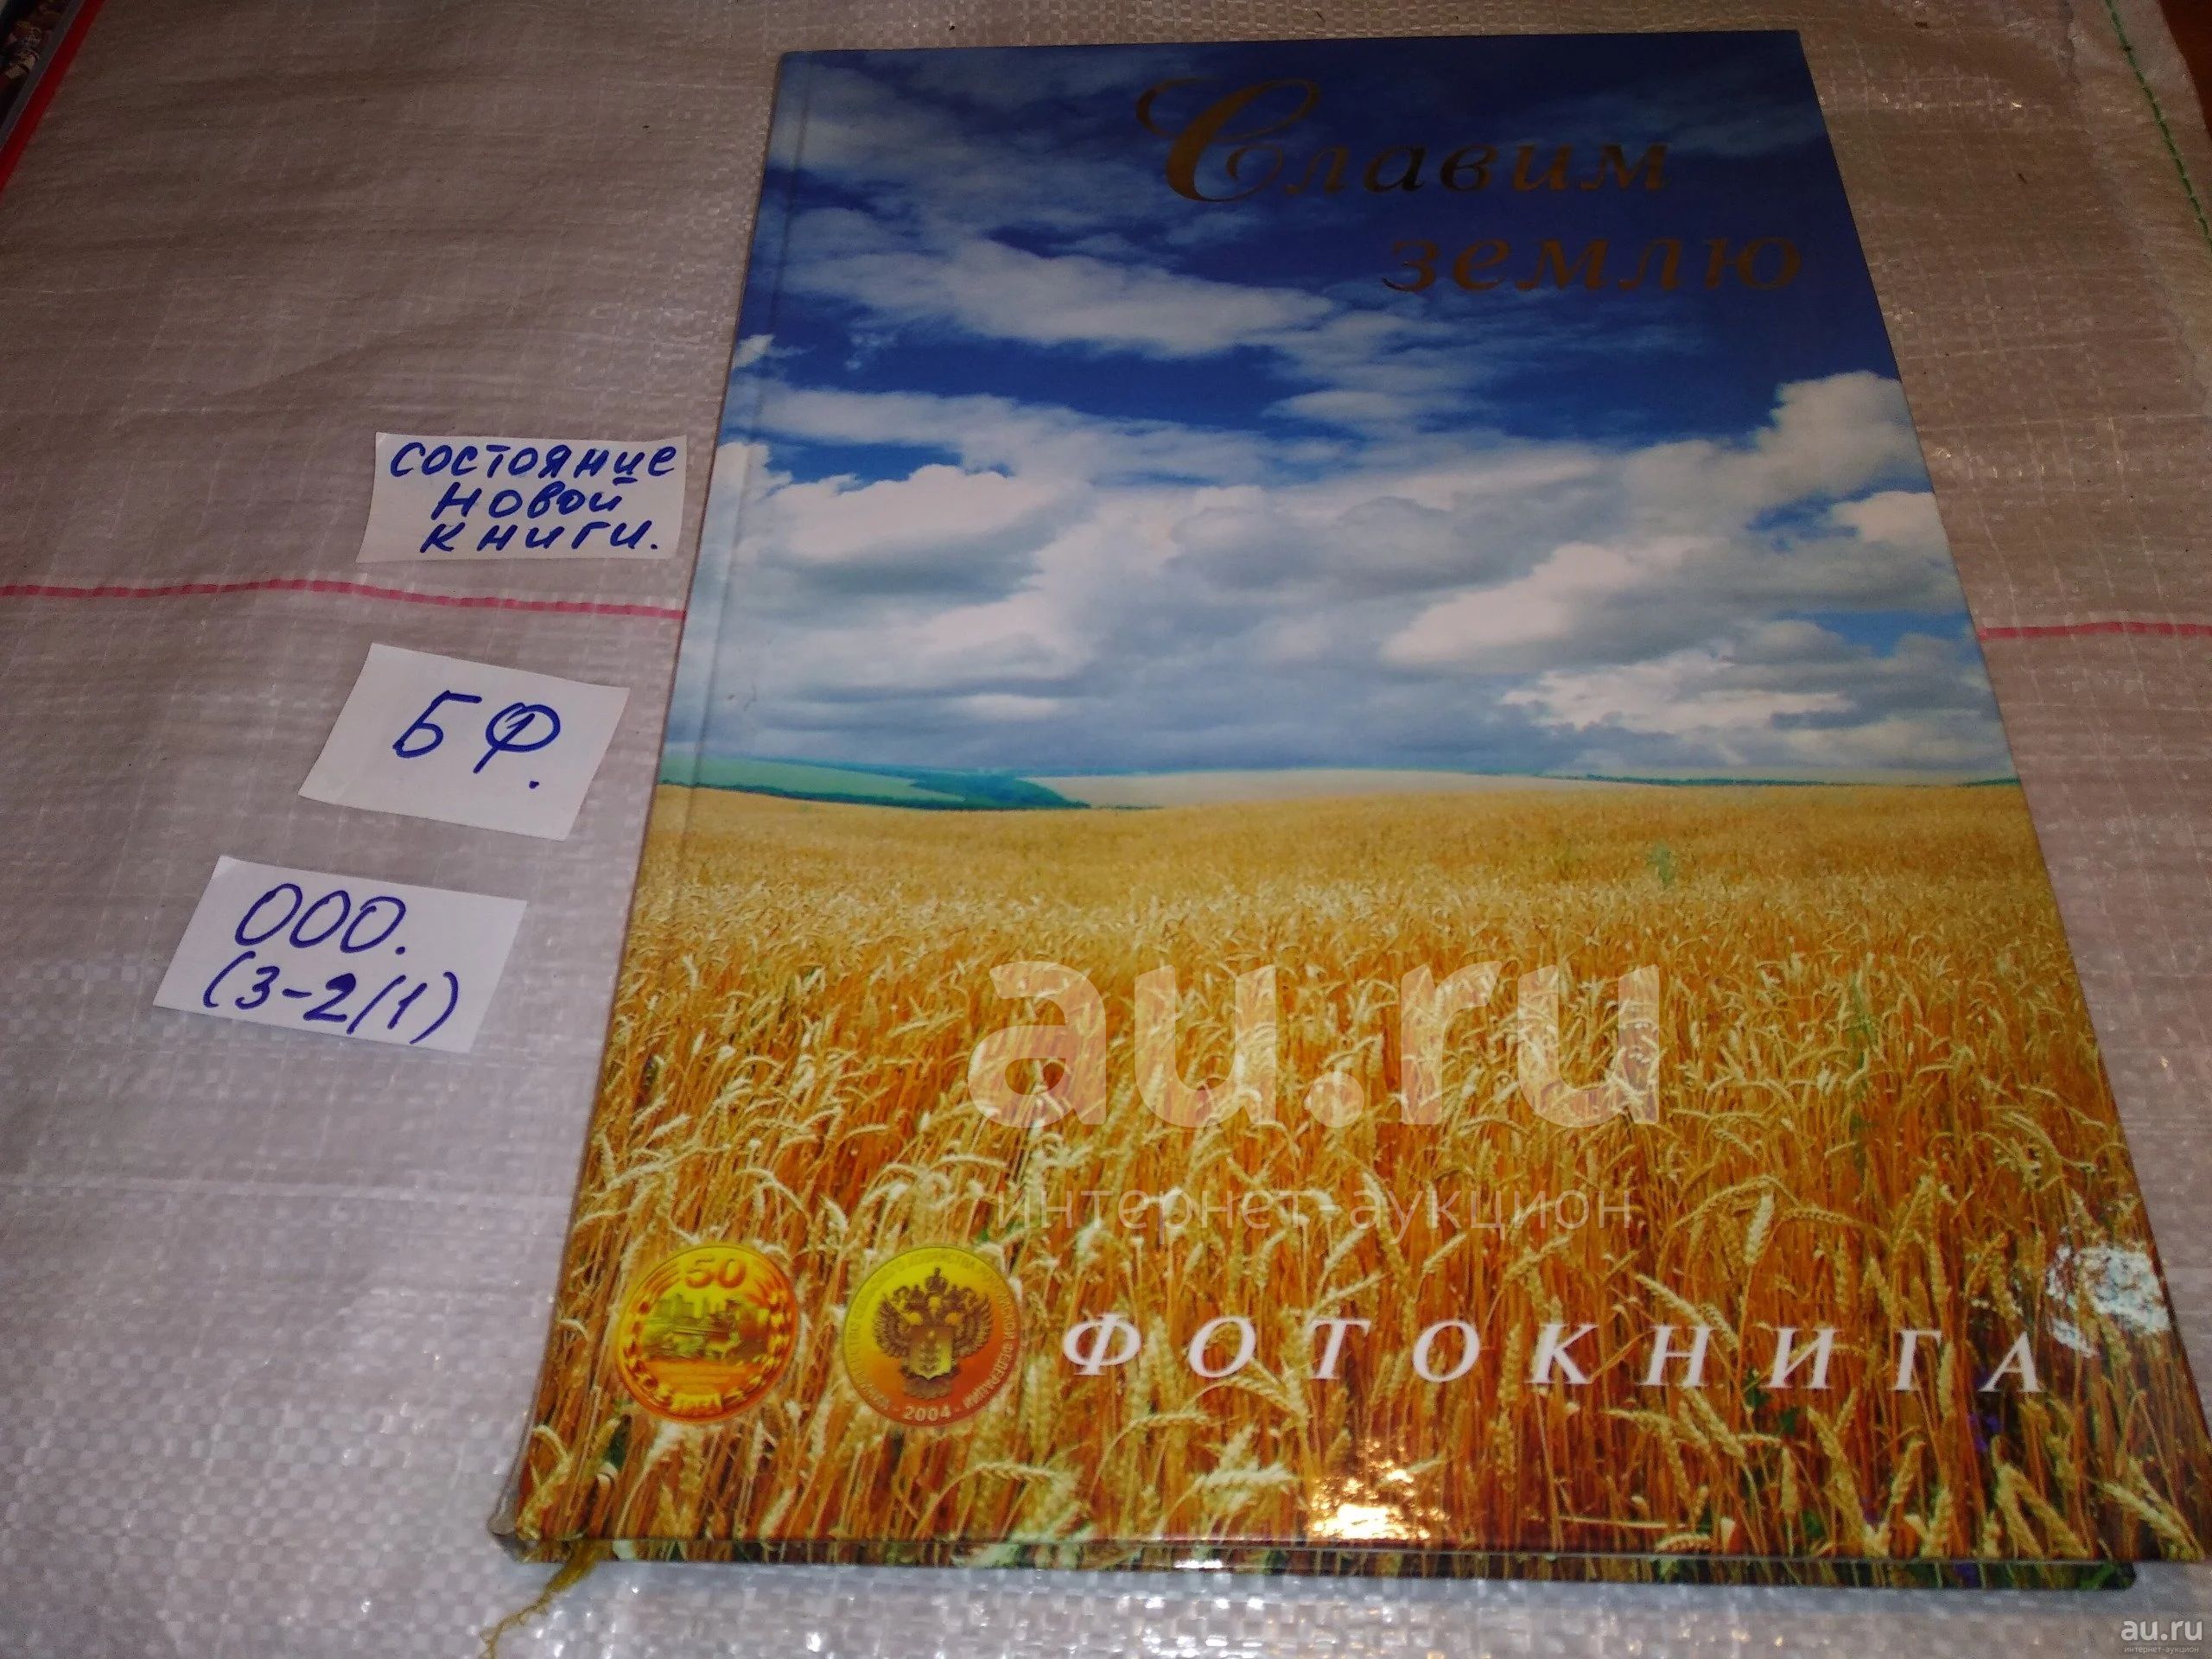 Славим
землю
состояние
новой
книги.
БФ.
000.
(3-2/1)
au.ru
интернет-аукцион
50
лет
2004
ФОТОКНИГА
au.ru
интернет-аукцион